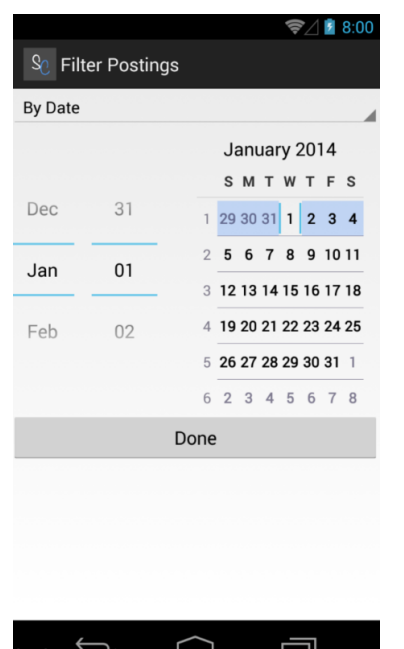 8:00
SC Filter Postings
By Date
January 2014
S M T W T F S
Dec 31
1 29 30 31 1 2 3 4
2 5 6 7 8 9 10 11
Jan 01
3 12 13 14 15 16 17 18
Feb 02
4 19 20 21 22 23 24 25
5 26 27 28 29 30 31 1
6 2 3 4 5 6 7 8
Done